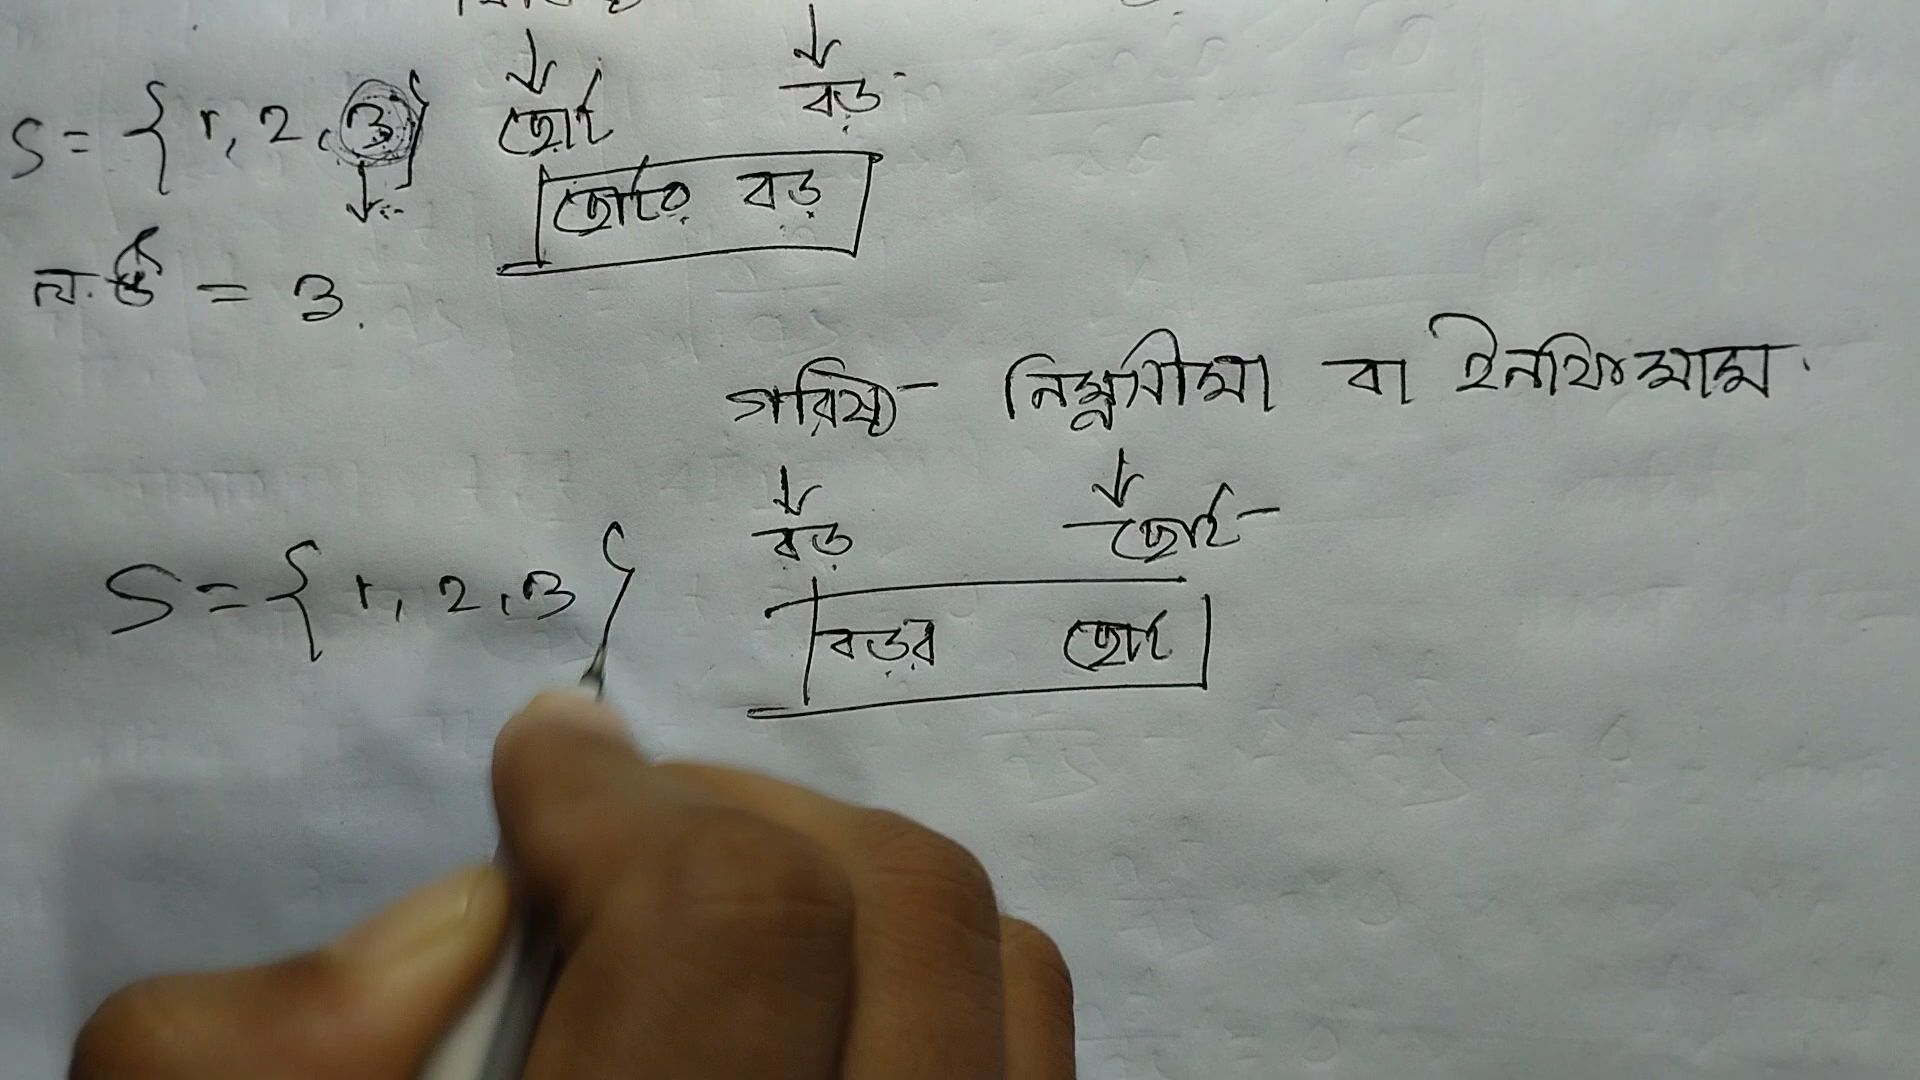 ছোট বড়
S = {1, 2, 3}
ছোটর বড়
ল.ঊ = 3.
গরিষ্ঠ নিম্নসীমা বা ইনফিমাম
বড় ছোট
S = {1, 2, 3}
বড়র ছোট